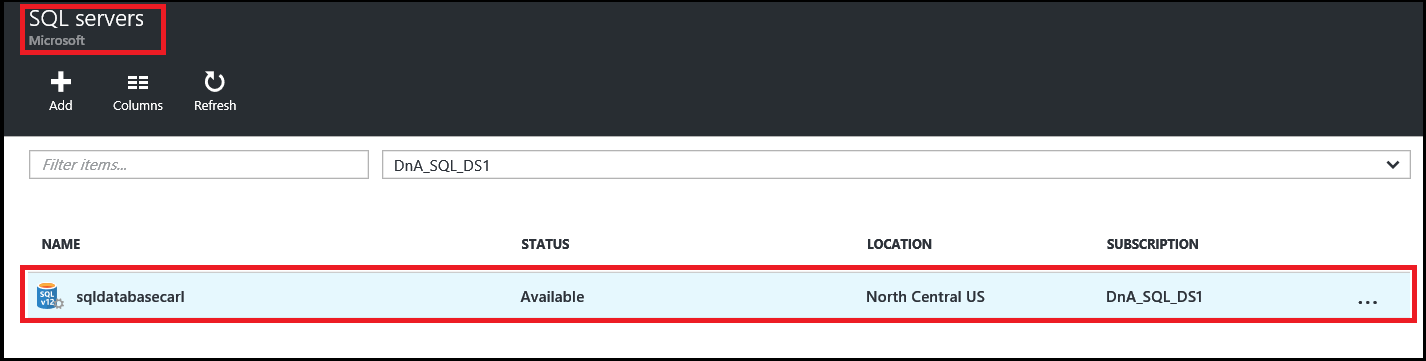 SQL servers
Microsoft
Add Columns Refresh
Filter items... DnA_SQL_DS1
NAME STATUS LOCATION SUBSCRIPTION
SQL v12 sqldatabasecarl Available North Central US DnA_SQL_DS1 ...